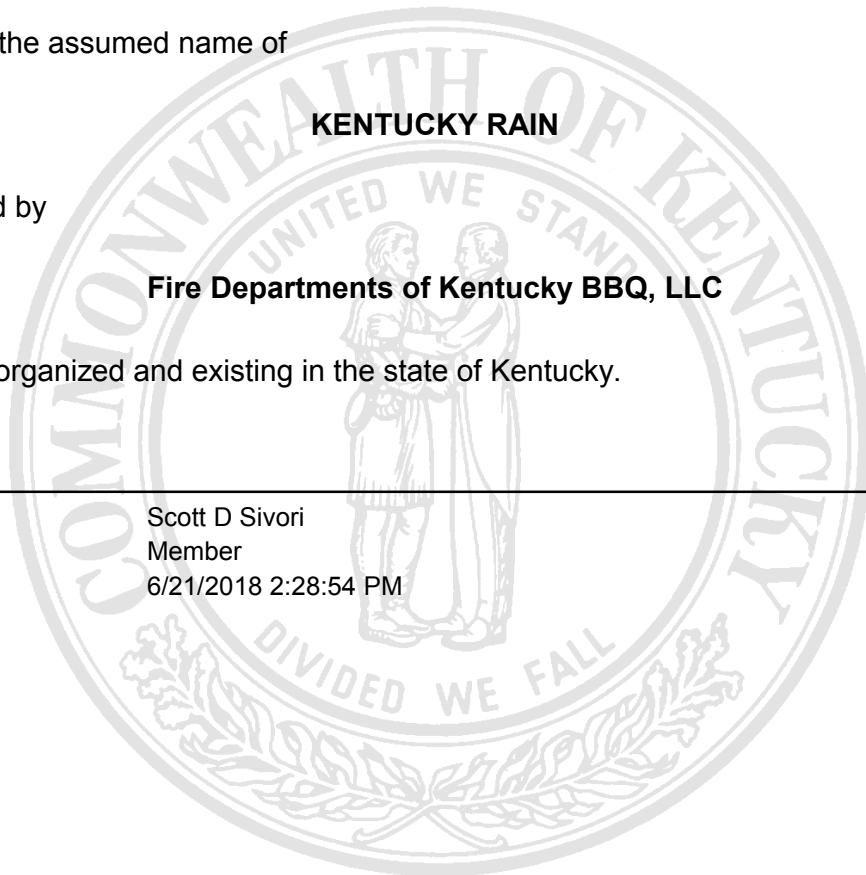 the assumed name of
KENTUCKY RAIN
d by
Fire Departments of Kentucky BBQ, LLC
organized and existing in the state of Kentucky.
Scott D Sivori
Member
6/21/2018 2:28:54 PM
COMMONWEALTH OF KENTUCKY
UNITED WE STAND
DIVIDED WE FALL